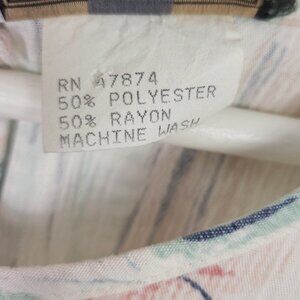 RN 47874
50% POLYESTER
50% RAYON
MACHINE WASH